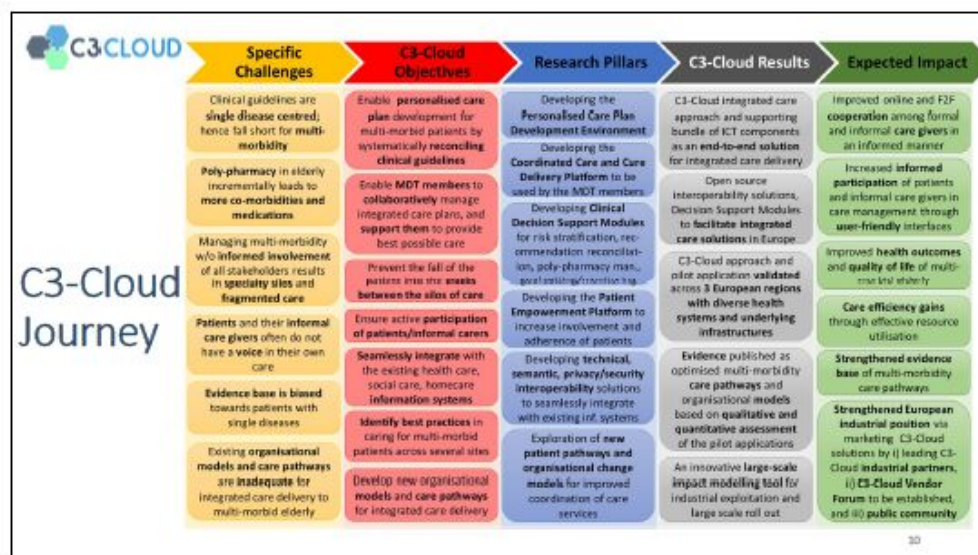 C3-CLOUD
C3-Cloud
Journey
Specific
Challenges
Clinical guidelines are
single disease centred;
hence fall short for multi-
morbidity
Poly-pharmacy in elderly
incrementally leads to
more co-morbidities and
medications
Managing multi-morbidity
w/o informed involvement
of all stakeholders results
in specialty silos and
fragmented care
Patients and their informal
care givers often do not
have a voice in their own
care
Evidence base is biased
towards patients with
single diseases
Existing organisational
models and care pathways
are inadequate for
integrated care delivery to
multi-morbid elderly
C3-Cloud
Objectives
Enable personalised care
plan development for
multi-morbid patients by
systematically reconciling
clinical guidelines
Enable MDT members to
collaboratively manage
integrated care plans, and
support them to provide
best possible care
Prevent the fall of the
patient into the
between the silos of care
Ensure active participation
of patients/informal carers
Seamlessly integrate with
the existing health care,
social care, homecare
information systems
Identify best practices in
caring for multi-morbid
patients across several sites
Develop new organisational
models and care pathways
for integrated care delivery
Research Pillars
Developing the
Personalised Care Plan
Development Environment
Developing the
Coordinated Care and Cure
Delivery Platform to be
used by the MDT members
Developing Clinical
Decision Support Modules
for risk stratification, rec-
ommendation reconciliat-
ion, poly-pharmacy man.,
Developing the Patient
Empowerment Platform to
increase involvement and
adherence of patients
Developing technical,
semantic, privacy/security
interoperability solutions
to seamlessly integrate
with existing inf. systems
Exploration of new
patient pathways and
organisational change
models for improved
coordination of care
services
C3-Cloud Results
C3-Cloud integrated care
approach and supporting
bundle of ICT components
as an end-to-end solution
for integrated care delivery
Open source
interoperability solutions,
Decision Support Modules
to facilitate integrated
care solutions in Europe
C3-Cloud approach and
pilot application validated
across 3 European regions
with diverse health
systems and underlying
infrastructures
Evidence published as
optimised multi-morbidity
care pathways and
organisational models
based on qualitative and
quantitative assessment
of the pilot applications
An innovative large-scale
impact modelling tool for
industrial exploitation and
large scale roll out
Expected Impact
Improved online and F2F
cooperation among formal
and informal care givers in
an informed manner
Increased informed
participation of patients
and informal care givers in
care management through
user-friendly interfaces
Improved health outcomes
and quality of life of multi-
elderly
Care efficiency gains
through effective resource
utilisation
Strengthened evidence
base of multi-morbidity
care pathways
Strengthened European
industrial position via
marketing C3-Cloud
solutions by i) leading C3-
Cloud industrial partners,
ii) C3-Cloud Vendor
Forum to be established,
and iii) public community
10